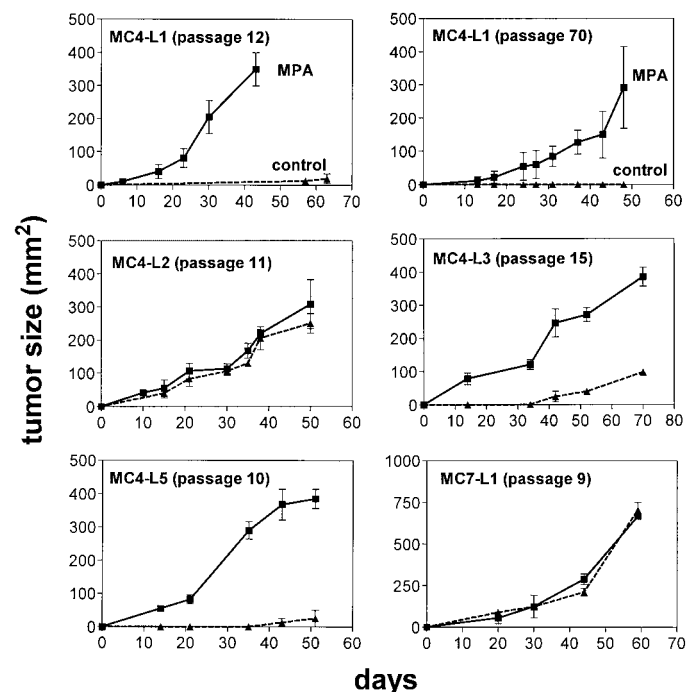 MC4-L1 (passage 12)
MPA
control
500
400
300
200
100
0
0 10 20 30 40 50 60 70
MC4-L1 (passage 70)
MPA
control
500
400
300
200
100
0
0 10 20 30 40 50 60
MC4-L2 (passage 11)
500
400
300
200
100
0
0 10 20 30 40 50 60
MC4-L3 (passage 15)
500
400
300
200
100
0
0 10 20 30 40 50 60 70 80
MC4-L5 (passage 10)
500
400
300
200
100
0
0 10 20 30 40 50 60
MC7-L1 (passage 9)
1000
750
500
250
0
0 10 20 30 40 50 60 70
tumor size (mm²)
days